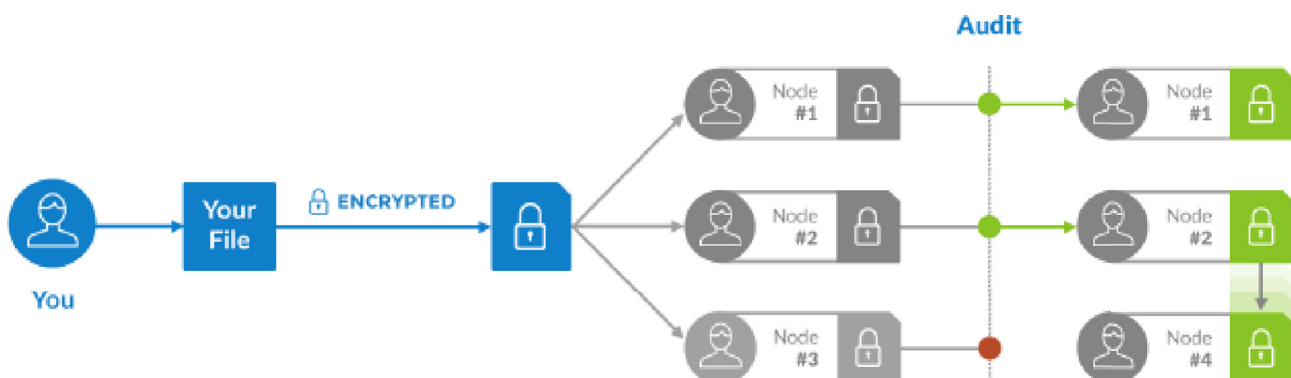 Audit
Node
#1
Node
#1
Your
File
ENCRYPTED
Node
#2
Node
#2
You
Node
#3
Node
#4